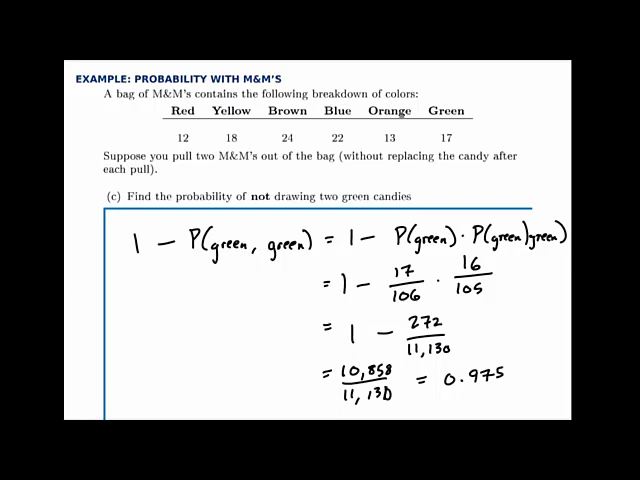 EXAMPLE: PROBABILITY WITH M&M'S
A bag of M&M's contains the following breakdown of colors:
Red Yellow Brown Blue Orange Green
12 18 24 22 13 17
Suppose you pull two M&M's out of the bag (without replacing the candy after
each pull).
(c) Find the probability of not drawing two green candies
1 - P(green, green) = 1 - P(green) · P(green|green)
= 1 - 17/106 · 16/105
= 1 - 272/11,130
= 10,858/11,130 = 0.975